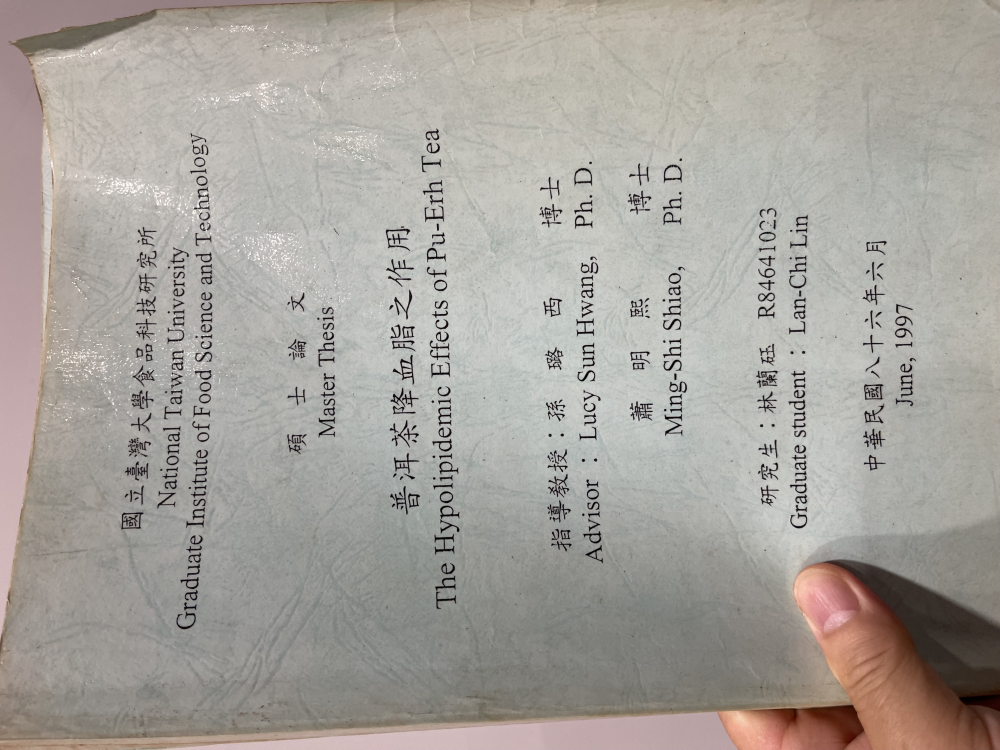 國立臺灣大學食品科技研究所
National Taiwan University
Graduate Institute of Food Science and Technology
碩士論文
Master Thesis
普洱茶降血脂之作用
The Hypolipidemic Effects of Pu-Erh Tea
指導教授：孫璐西 博士
Advisor：Lucy Sun Hwang, Ph. D.
蕭明熙 博士
Ming-Shi Shiao, Ph. D.
研究生：林蘭砡 R84641023
Graduate student：Lan-Chi Lin
中華民國八十六年六月
June, 1997